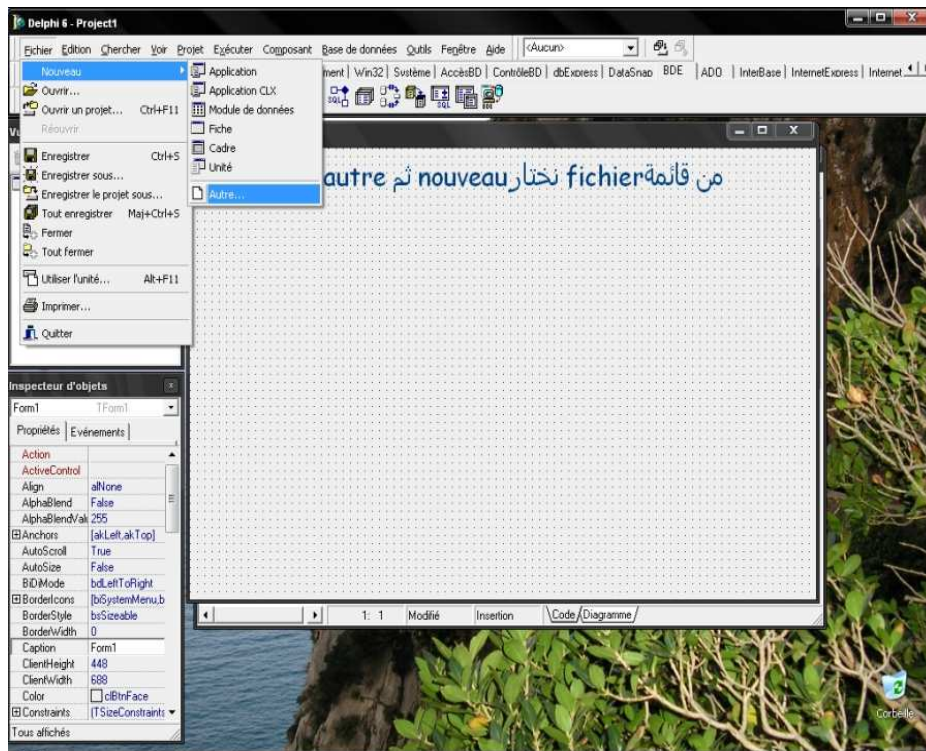 Delphi 6 - Project1
Fichier Edition Chercher Voir Projet Exécuter Composant Base de données Outils Fenêtre Aide <Aucun>
Win32 Système AccèsBD ContrôleBD dbExpress DataSnap BDE ADO InterBase InternetExpress Internet
Nouveau
Ouvrir...
Ouvrir un projet... Ctrl+F11
Réouvrir
Enregistrer Ctrl+S
Enregistrer sous...
Enregistrer le projet sous...
Tout enregistrer Maj+Ctrl+S
Fermer
Tout fermer
Utiliser l'unité... Alt+F11
Imprimer...
Quitter
Application
Application CLX
Module de données
Fiche
Cadre
Unité
Autre...
من قائمةfichier نختارnouveau ثم autre
Inspecteur d'objets
Form1 TForm1
Propriétés Evénements
Action
ActiveControl
Align alNone
AlphaBlend False
AlphaBlendVal 255
Anchors [akLeft,akTop]
AutoScroll True
AutoSize False
BiDiMode bdLeftToRight
BorderIcons [biSystemMenu,b
BorderStyle bsSizeable
BorderWidth 0
Caption Form1
ClientHeight 448
ClientWidth 688
Color clBtnFace
Constraints (TSizeConstraints
Tous affichés
1: 1 Modifié Insertion Code Diagramme
Corbeille